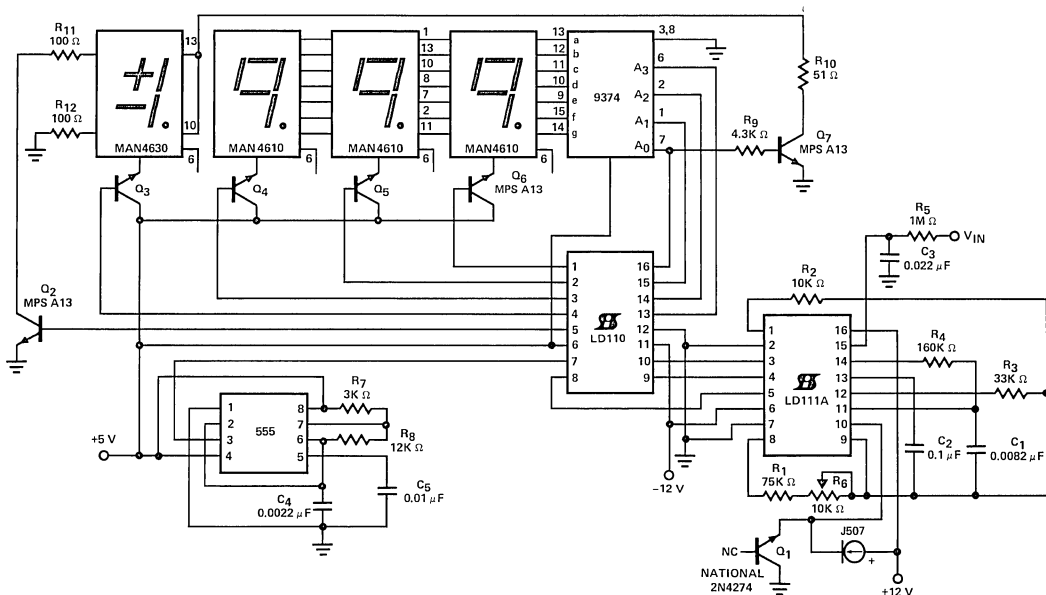 R11
100 Ω
13
R12
100 Ω
10
MAN4630
6
MAN4610
6
1
13
10
8
7
2
11
MAN4610
6
MAN4610
6
13 a
12 b
11 c
10 d
9 e
15 f
14 g
9374
3,8
6
A3
2
A2
1
A1
7
A0
R9
4.3K Ω
R10
51 Ω
Q7
MPS A13
Q3
Q4
Q5
Q6
MPS A13
Q2
MPS A13
R5
1M Ω
VIN
C3
0.022 µF
1 16
2 15
3 14
4 13
5 12
6 11
7 10
8 9
LD110
R2
10K Ω
1 16
2 15
3 14
4 13
5 12
6 11
7 10
8 9
LD111A
R4
160K Ω
R3
33K Ω
C2
0.1 µF
C1
0.0082 µF
R1
75K Ω
R6
10K Ω
-12 V
R7
3K Ω
R8
12K Ω
1 8
2 7
3 6
4 5
555
+5 V
C4
0.0022 µF
C5
0.01 µF
J507
+
NC
Q1
NATIONAL
2N4274
+12 V